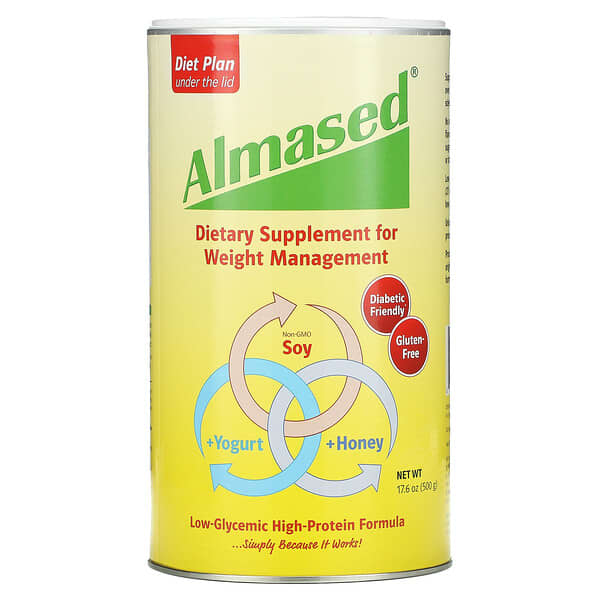 Diet Plan
under the lid
Almased®
Dietary Supplement for
Weight Management
Diabetic
Friendly*
Gluten-
Free
Non-GMO
Soy
+Yogurt
+Honey
NET WT
17.6 oz (500 g)
Low-Glycemic High-Protein Formula
...Simply Because It Works!